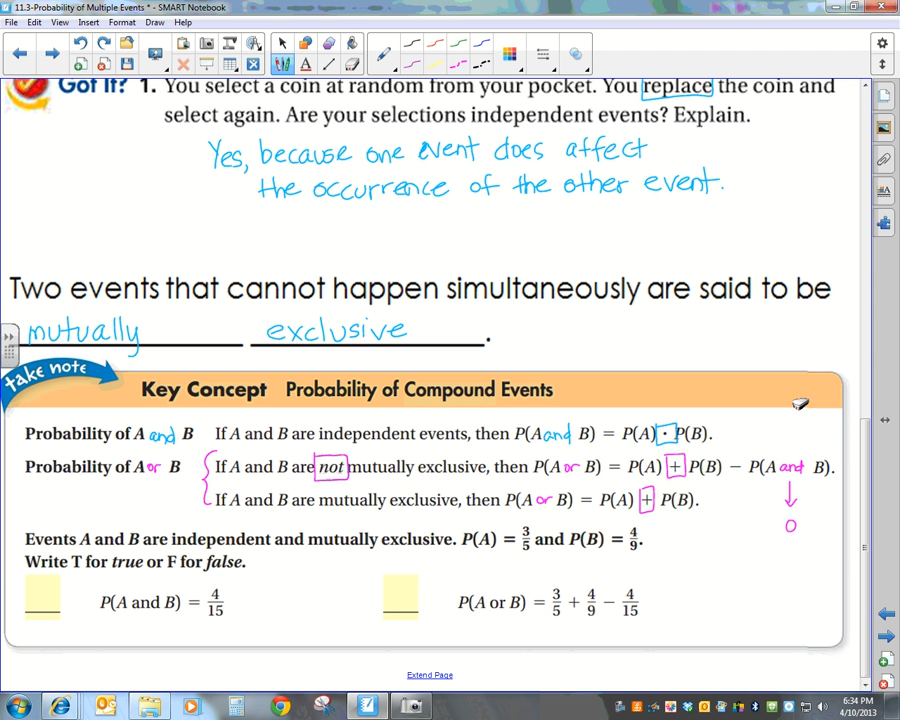 11.3-Probability of Multiple Events * - SMART Notebook
File Edit View Insert Format Draw Help
Got It? 1. You select a coin at random from your pocket. You replace the coin and
select again. Are your selections independent events? Explain.
Yes, because one event does affect
the occurrence of the other event.
Two events that cannot happen simultaneously are said to be
mutually exclusive.
take note
Key Concept Probability of Compound Events
Probability of A and B If A and B are independent events, then P(A and B) = P(A) · P(B).
Probability of A or B If A and B are not mutually exclusive, then P(A or B) = P(A) + P(B) − P(A and B).
If A and B are mutually exclusive, then P(A or B) = P(A) + P(B).
0
Events A and B are independent and mutually exclusive. P(A) = 3/5 and P(B) = 4/9.
Write T for true or F for false.
P(A and B) = 4/15 P(A or B) = 3/5 + 4/9 − 4/15
Extend Page
6:34 PM
4/10/2013